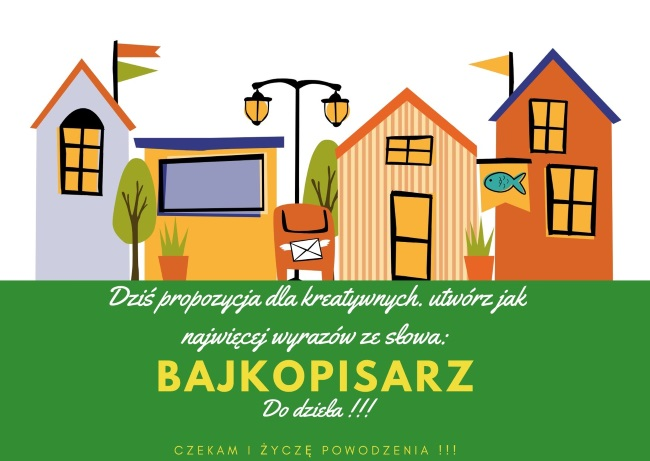 Dziś propozycja dla kreatywnych. utwórz jak
najwięcej wyrazów ze słowa:
BAJKOPISARZ
Do dzieła !!!
CZEKAM I ŻYCZĘ POWODZENIA !!!